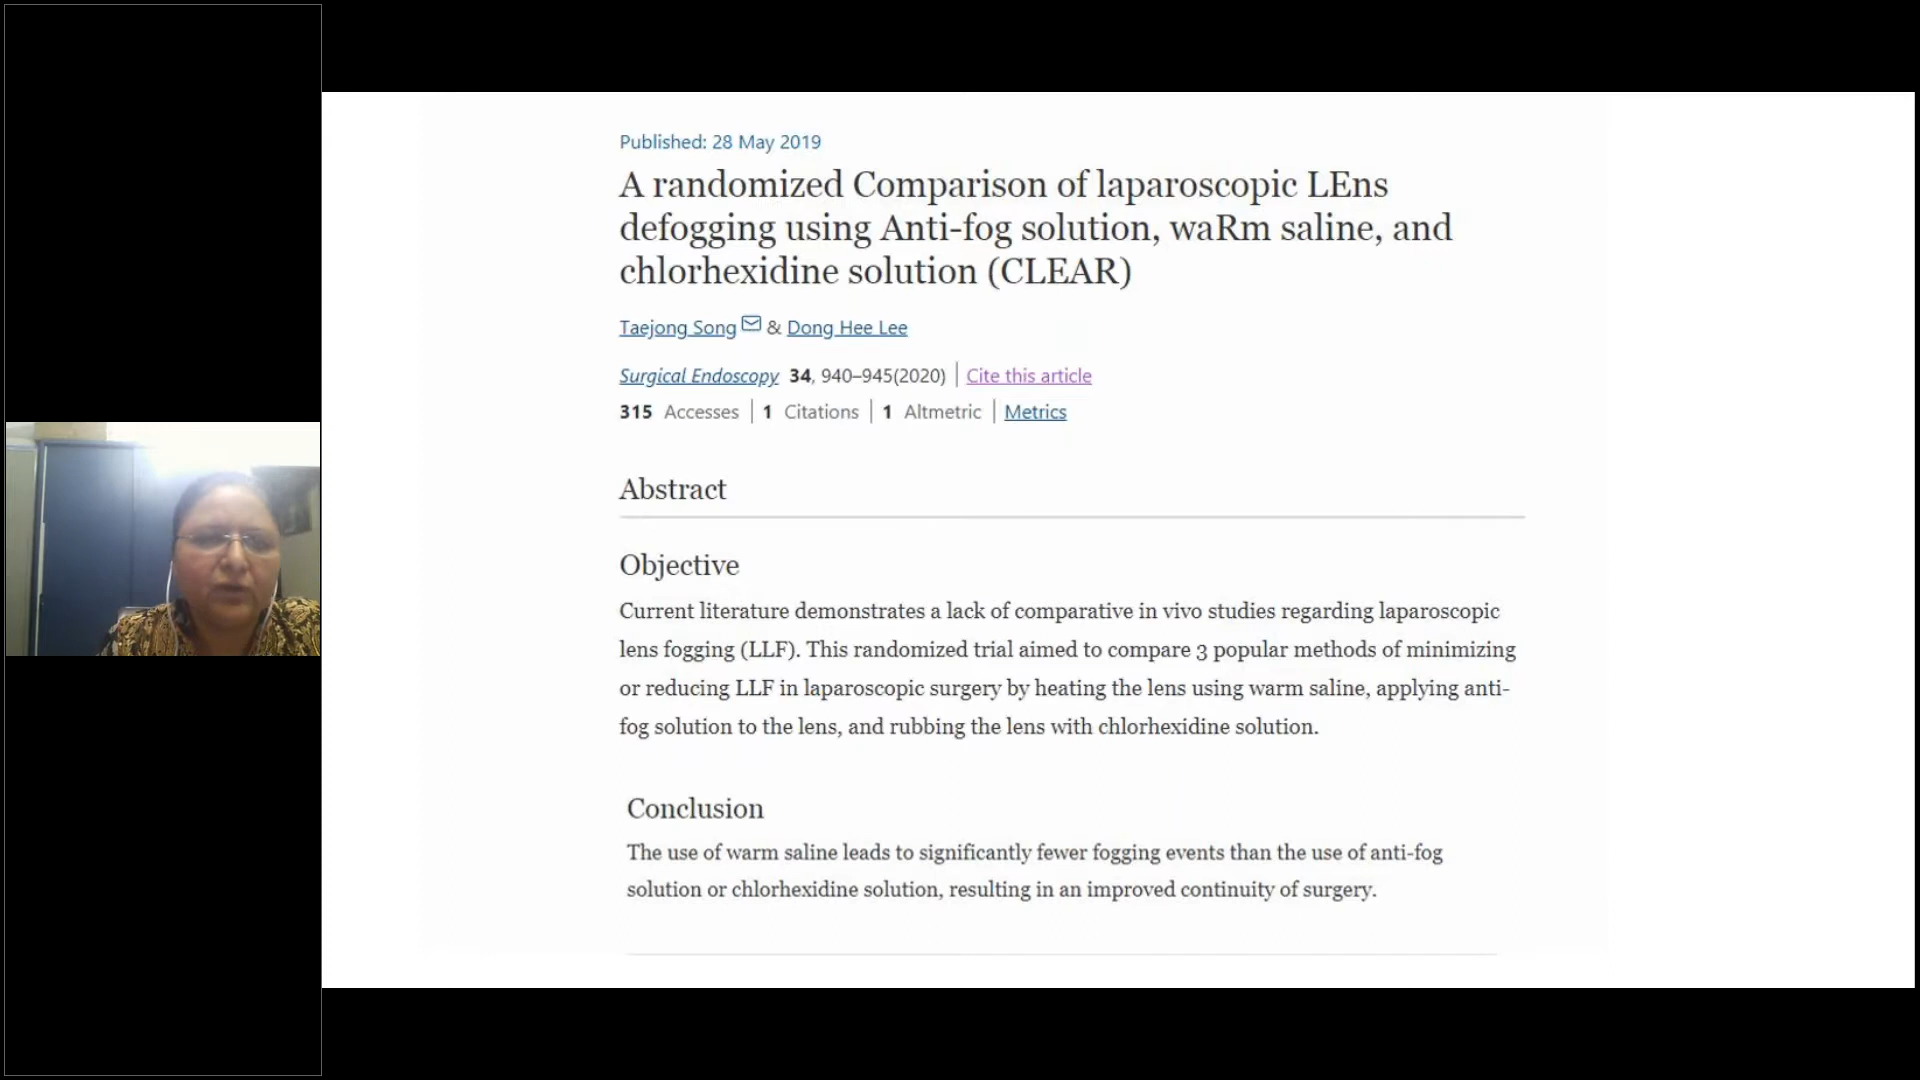 Published: 28 May 2019
A randomized Comparison of laparoscopic LEns
defogging using Anti-fog solution, waRm saline, and
chlorhexidine solution (CLEAR)
Taejong Song & Dong Hee Lee
Surgical Endoscopy 34, 940–945(2020) | Cite this article
315 Accesses | 1 Citations | 1 Altmetric | Metrics
Abstract
Objective
Current literature demonstrates a lack of comparative in vivo studies regarding laparoscopic
lens fogging (LLF). This randomized trial aimed to compare 3 popular methods of minimizing
or reducing LLF in laparoscopic surgery by heating the lens using warm saline, applying anti-
fog solution to the lens, and rubbing the lens with chlorhexidine solution.
Conclusion
The use of warm saline leads to significantly fewer fogging events than the use of anti-fog
solution or chlorhexidine solution, resulting in an improved continuity of surgery.